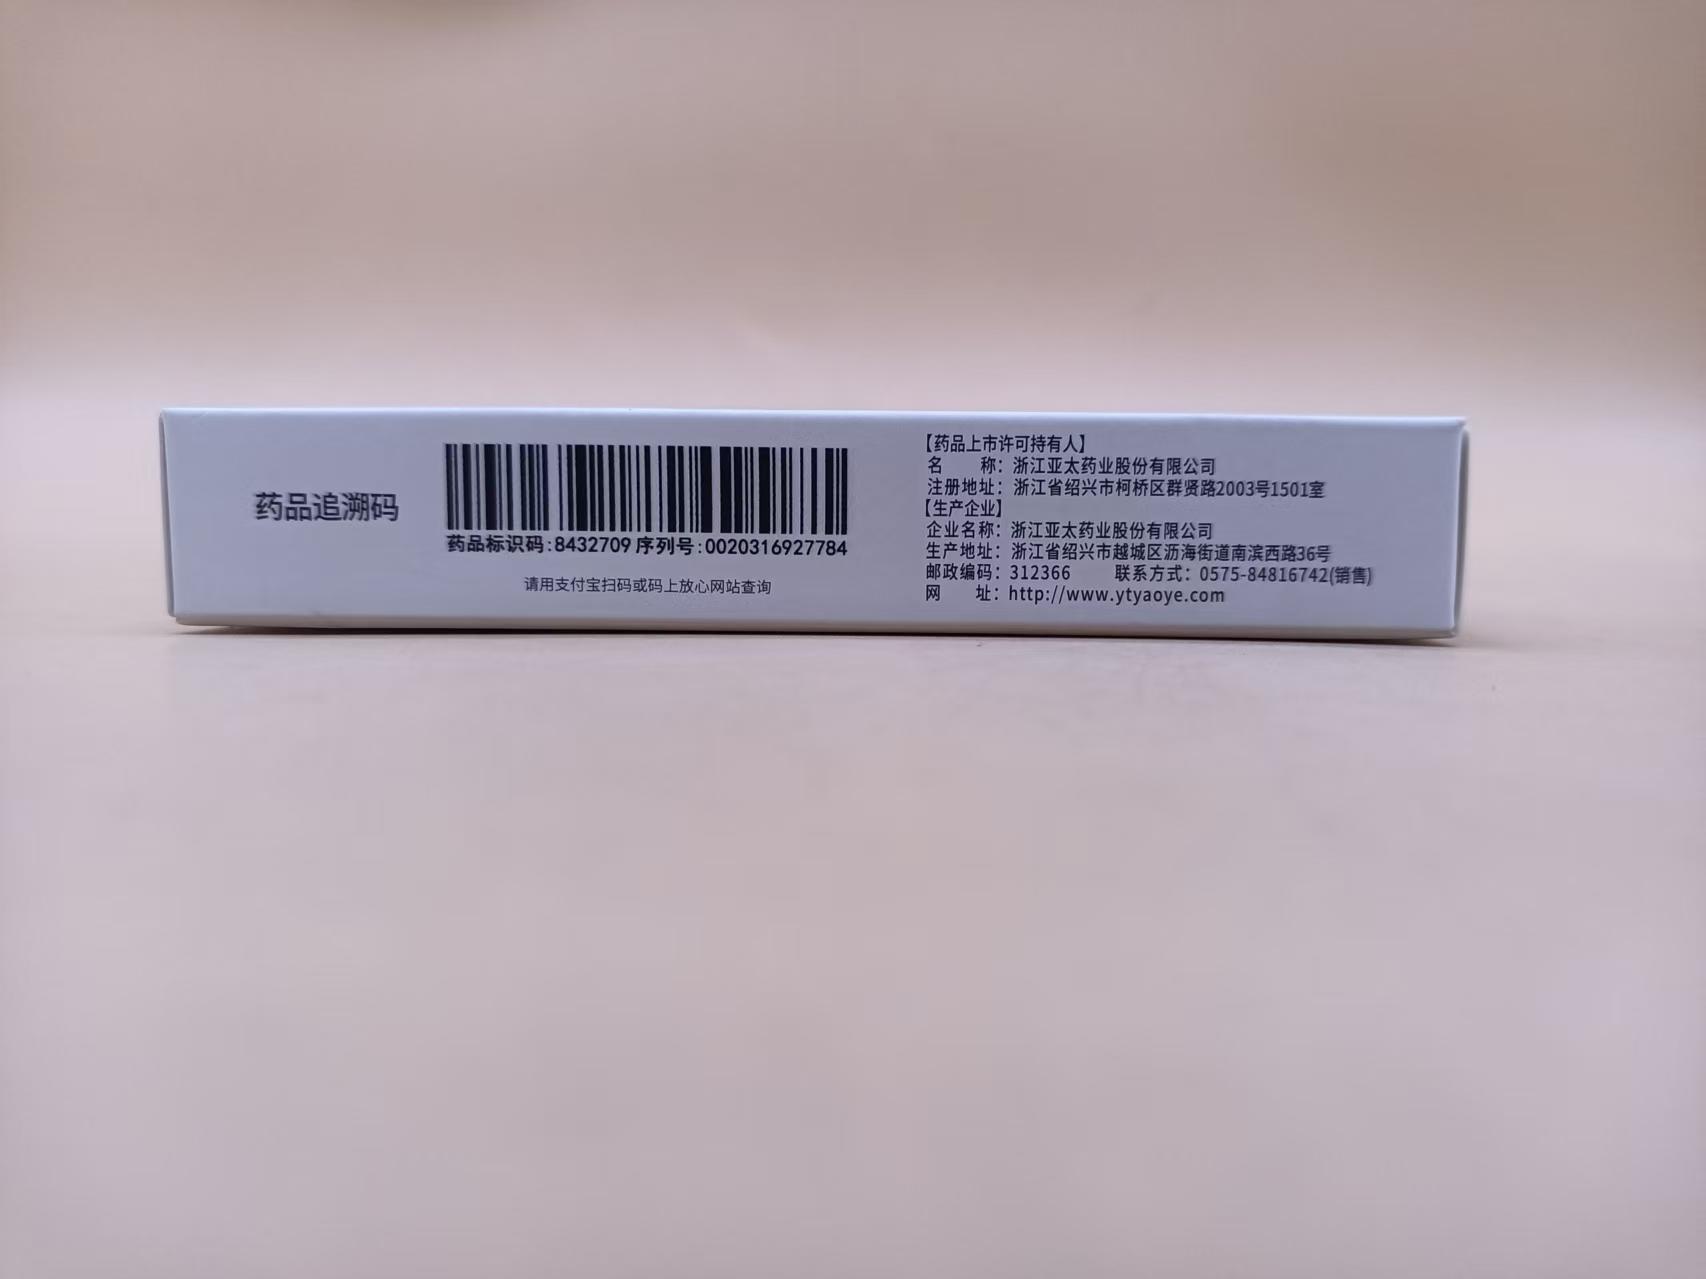 药品追溯码
药品标识码:8432709 序列号:0020316927784
请用支付宝扫码或码上放心网站查询
【药品上市许可持有人】
名 称：浙江亚太药业股份有限公司
注册地址：浙江省绍兴市柯桥区群贤路2003号1501室
【生产企业】
企业名称：浙江亚太药业股份有限公司
生产地址：浙江省绍兴市越城区沥海街道南滨西路36号
邮政编码：312366 联系方式：0575-84816742(销售)
网 址：http://www.ytyaoye.com